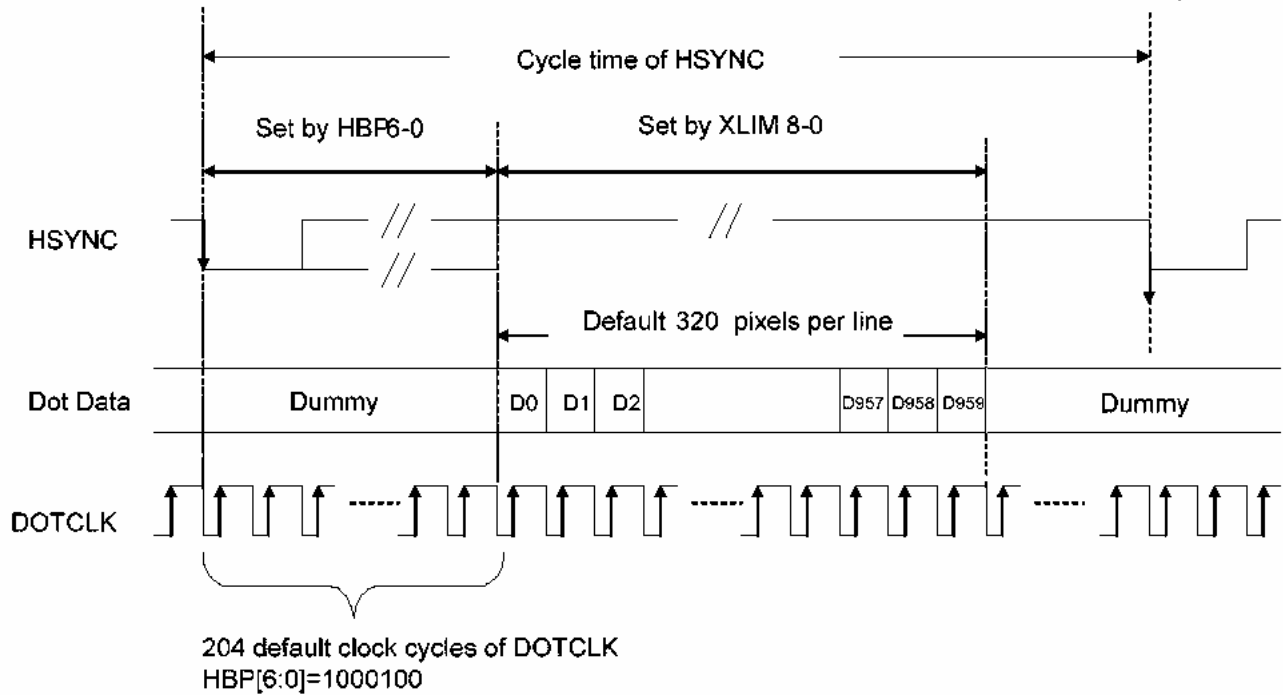 Cycle time of HSYNC
Set by HBP6-0
Set by XLIM 8-0
HSYNC
Default 320 pixels per line
Dot Data
Dummy
D0
D1
D2
D957
D958
D959
Dummy
DOTCLK
204 default clock cycles of DOTCLK
HBP[6:0]=1000100